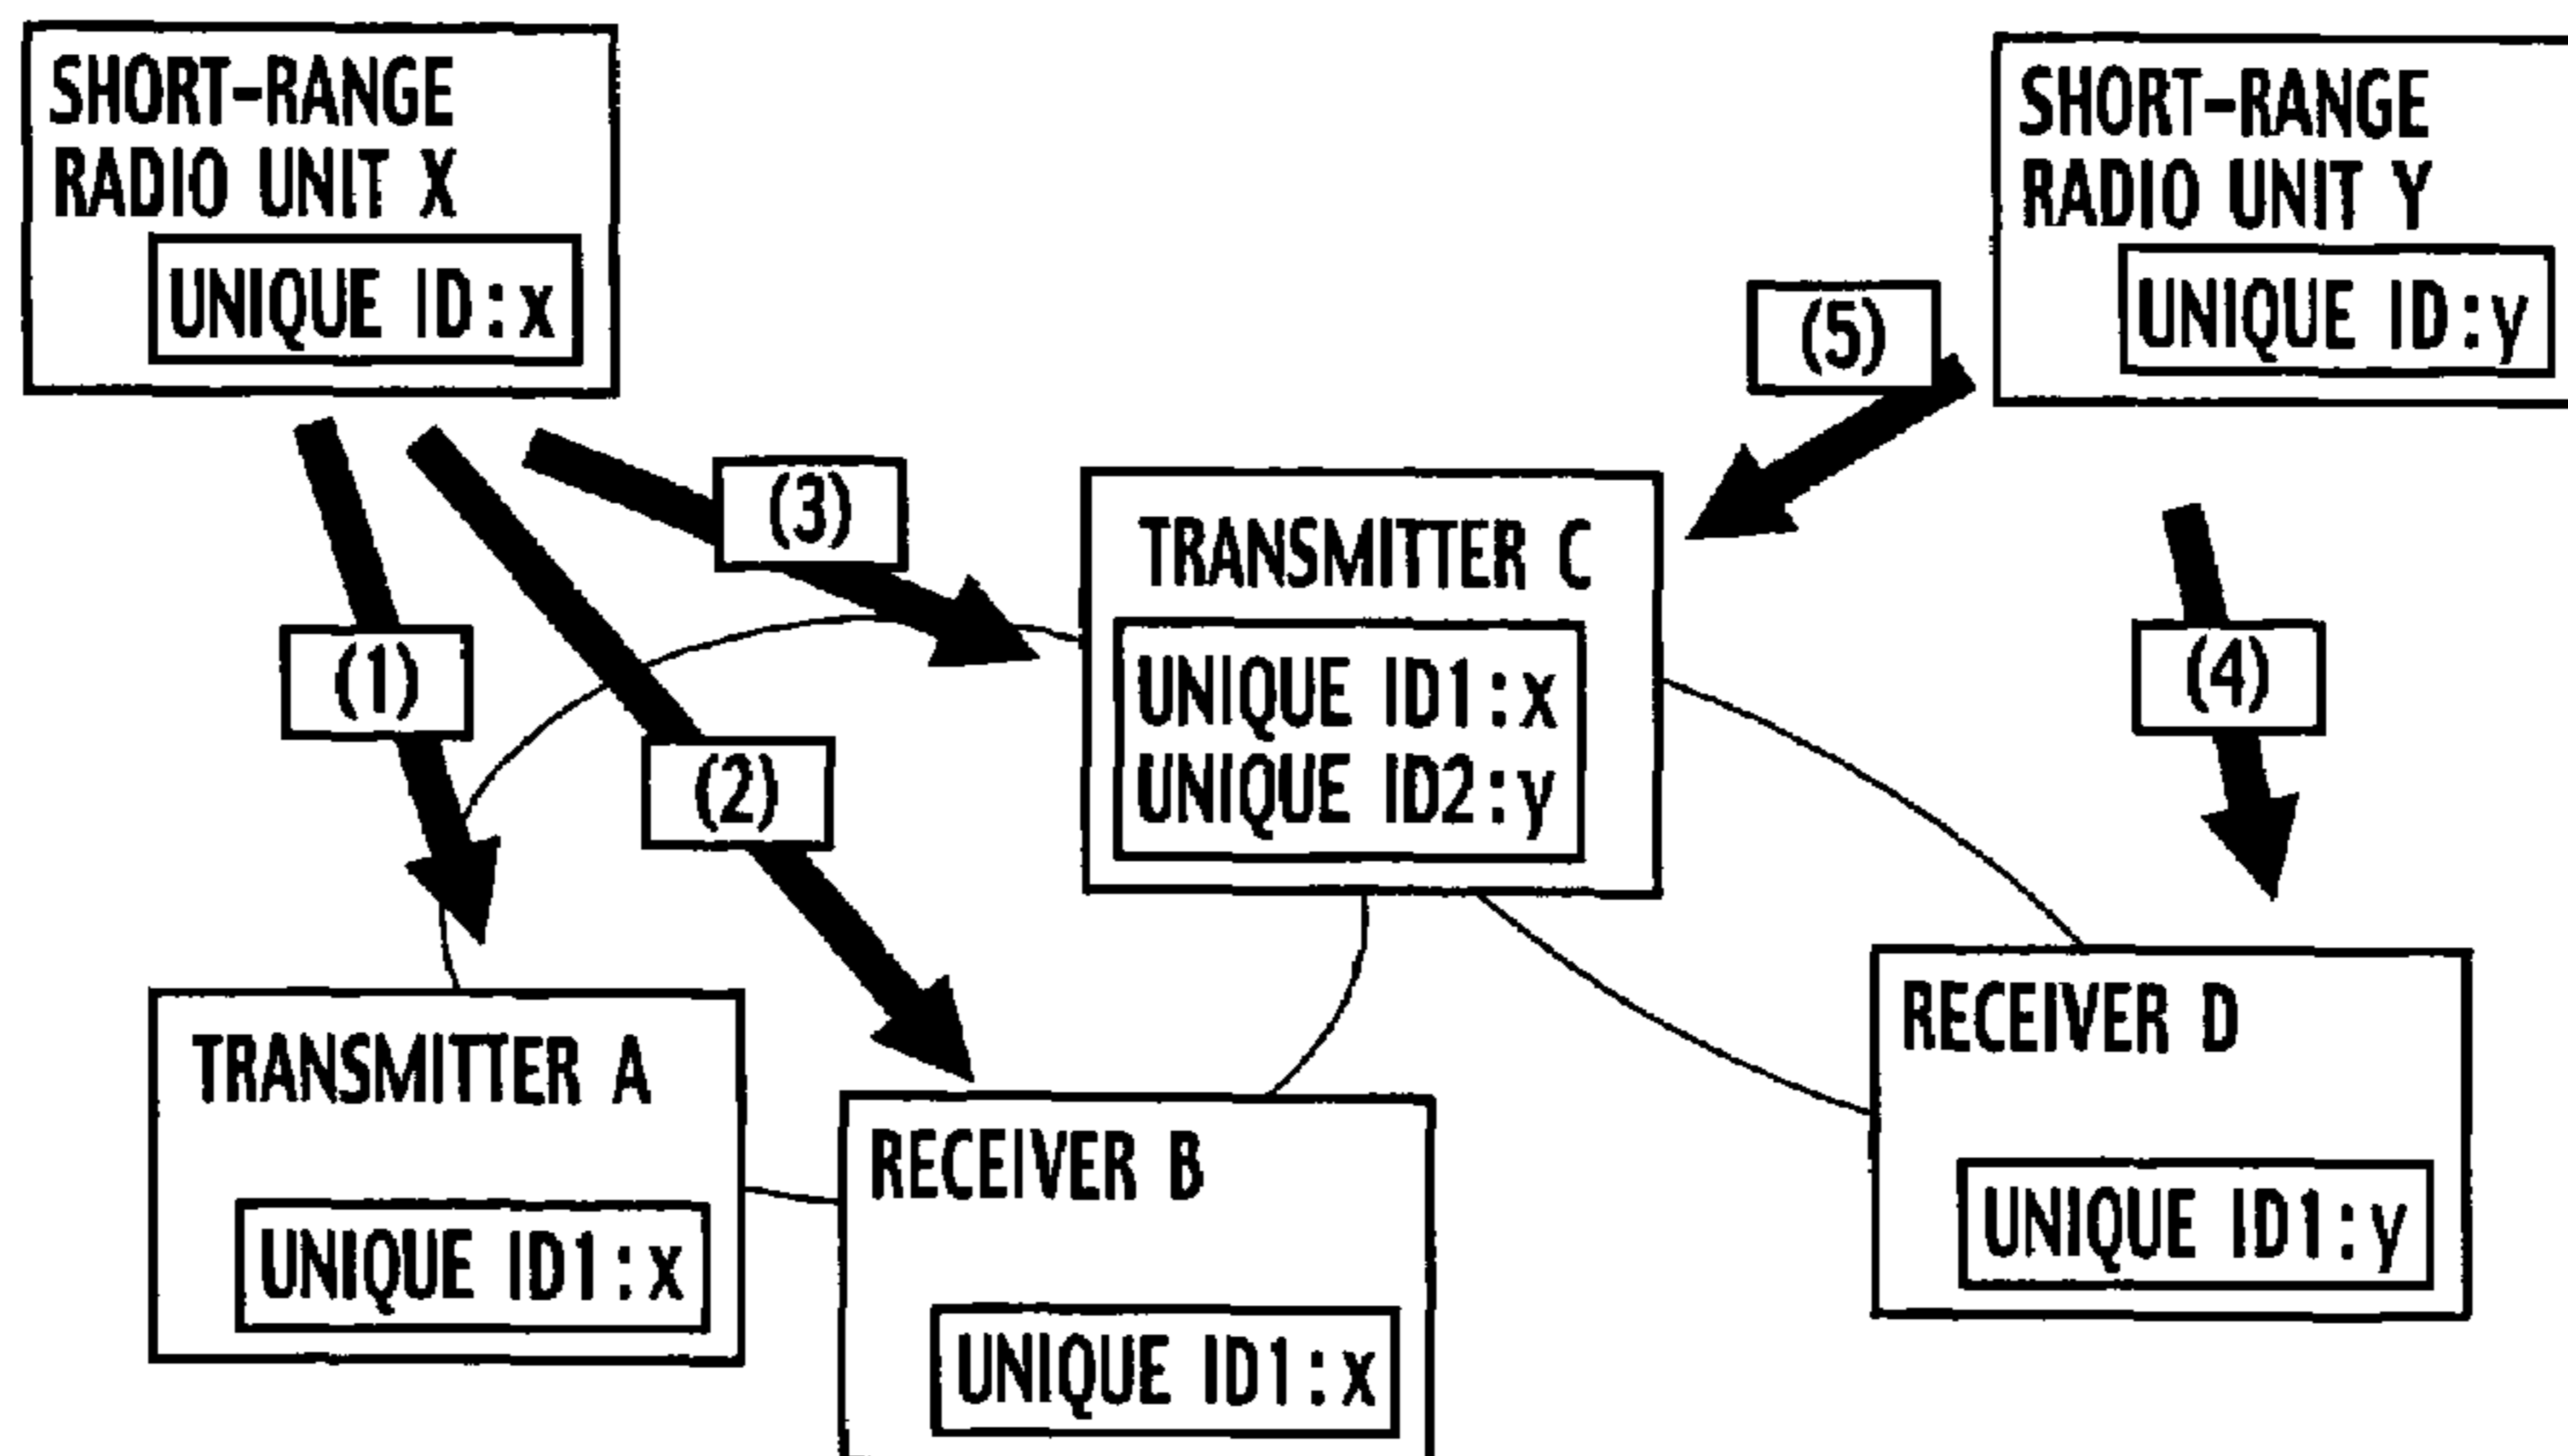 SHORT-RANGE
RADIO UNIT X
UNIQUE ID:x
SHORT-RANGE
RADIO UNIT Y
UNIQUE ID:y
(5)
(3)
TRANSMITTER C
UNIQUE ID1:x
UNIQUE ID2:y
(1)
(2)
(4)
TRANSMITTER A
UNIQUE ID1:x
RECEIVER B
UNIQUE ID1:x
RECEIVER D
UNIQUE ID1:y